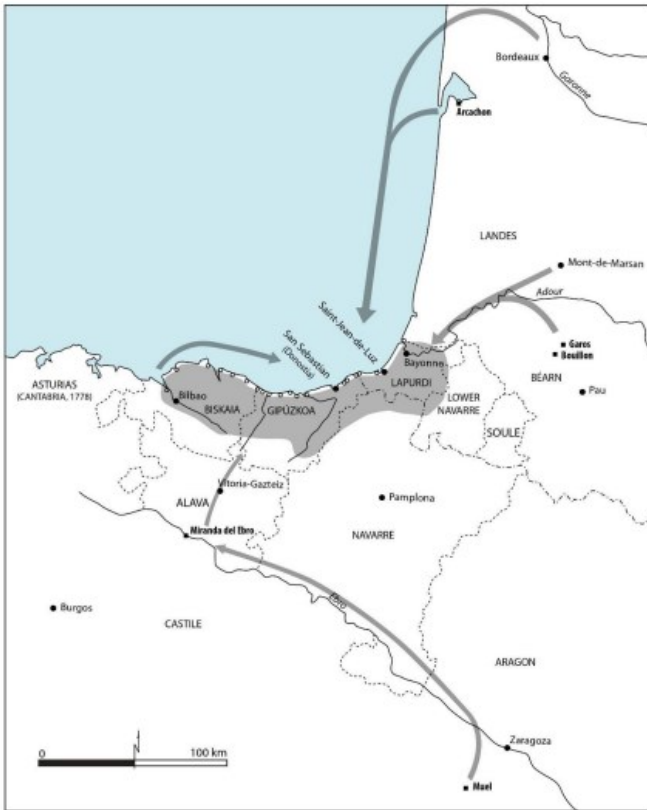 Bordeaux
Garonne
Arcachon
LANDES
Mont-de-Marsan
Adour
Saint-Jean-de-Luz
San Sebastian
(Donostia)
Garos
Bouillon
Bayonne
BÉARN
ASTURIAS
(CANTABRIA, 1778)
LAPURDI
Pau
Bilbao
LOWER
NAVARRE
BISKAIA
GIPÚZKOA
SOULE
Vitoria-Gazteiz
Pamplona
ALAVA
Miranda del Ebro
NAVARRE
Ebro
Burgos
CASTILE
ARAGON
Zaragoza
0 100 km
Muel